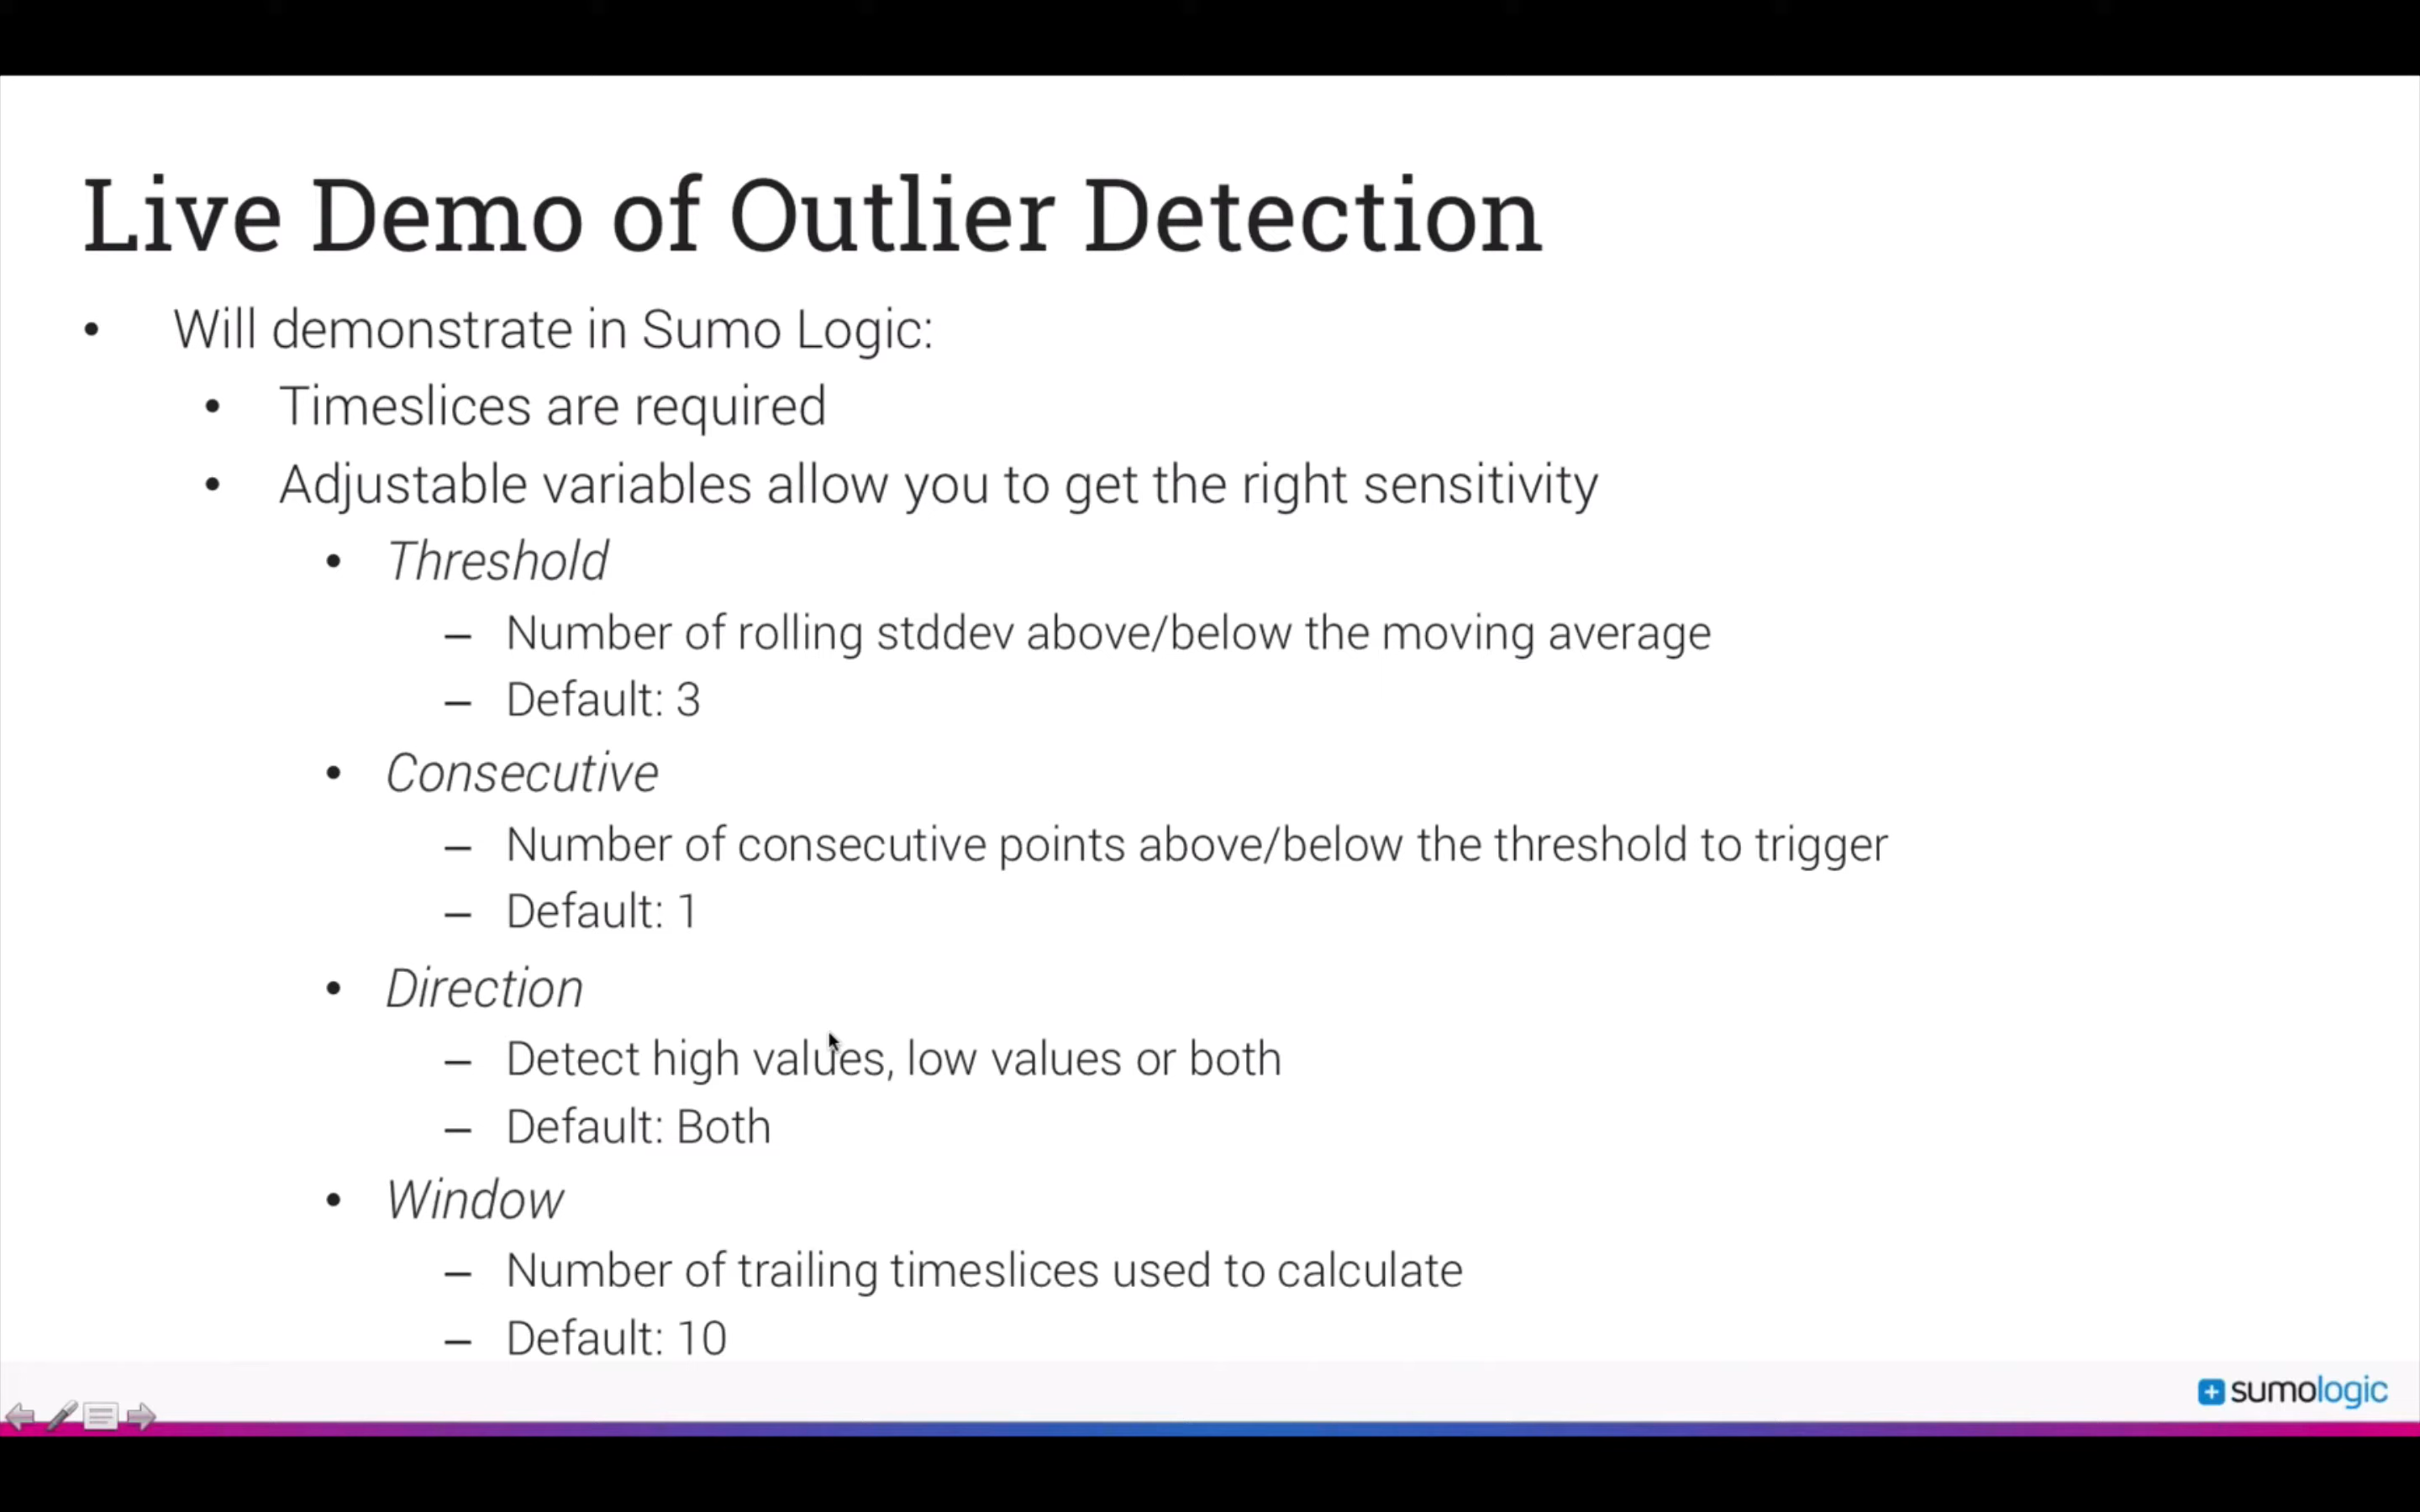 Live Demo of Outlier Detection
• Will demonstrate in Sumo Logic:
• Timeslices are required
• Adjustable variables allow you to get the right sensitivity
• Threshold
– Number of rolling stddev above/below the moving average
– Default: 3
• Consecutive
– Number of consecutive points above/below the threshold to trigger
– Default: 1
• Direction
– Detect high values, low values or both
– Default: Both
• Window
– Number of trailing timeslices used to calculate
– Default: 10
sumologic